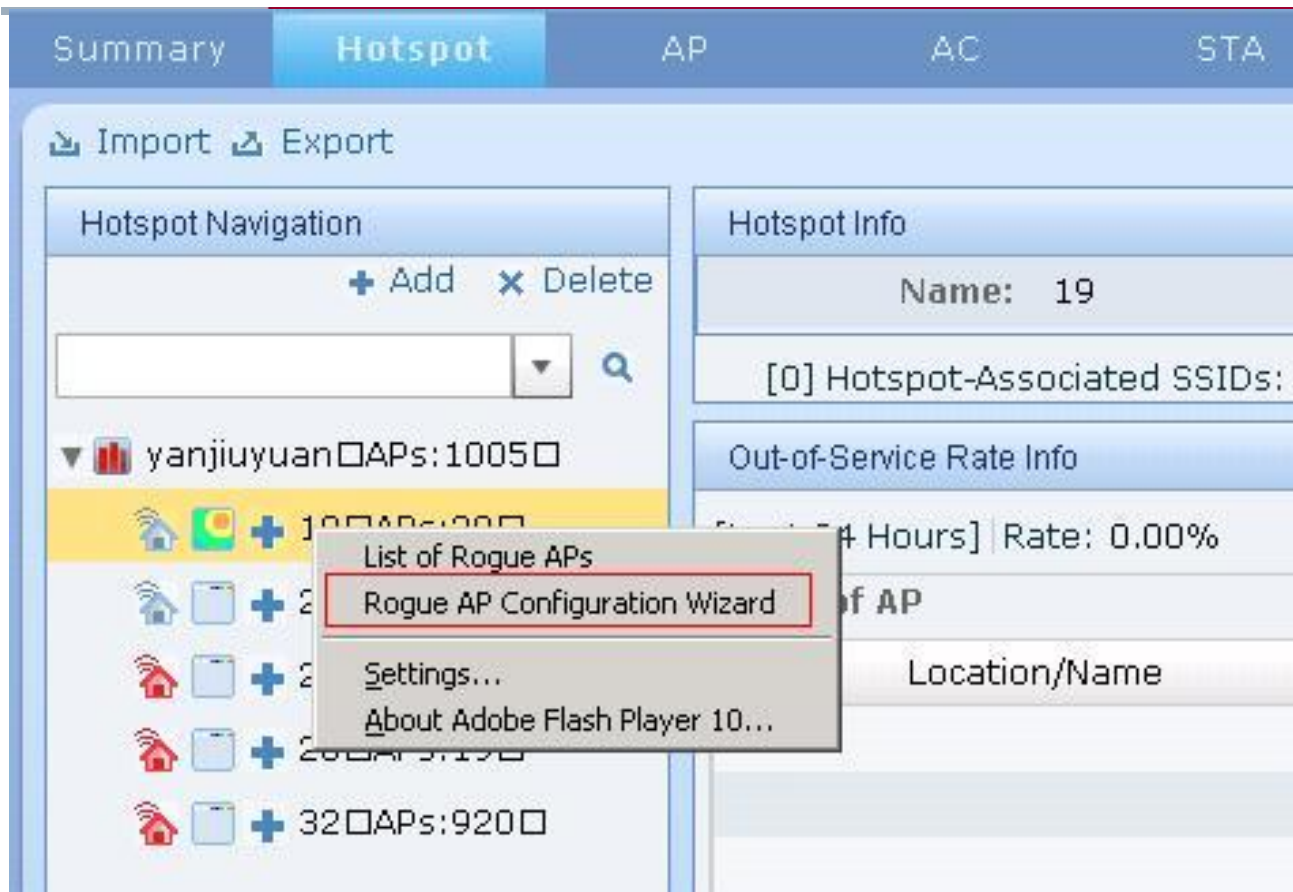 Summary Hotspot AP AC STA
Import Export
Hotspot Navigation
Add Delete
yanjiuyuan□APs:1005□
List of Rogue APs
Rogue AP Configuration Wizard
Settings...
About Adobe Flash Player 10...
32□APs:920□
Hotspot Info
Name: 19
[0] Hotspot-Associated SSIDs:
Out-of-Service Rate Info
Hours] Rate: 0.00%
AP
Location/Name